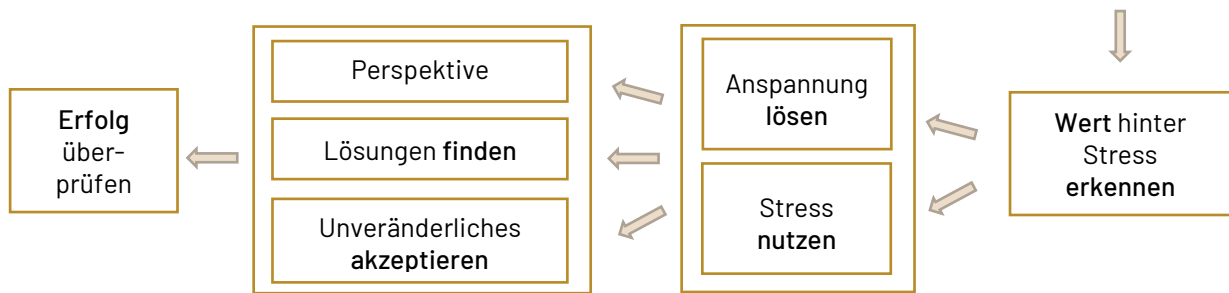 Perspektive
Lösungen finden
Unveränderliches
akzeptieren
Anspannung
lösen
Stress
nutzen
Wert hinter
Stress
erkennen
Erfolg
über-
prüfen